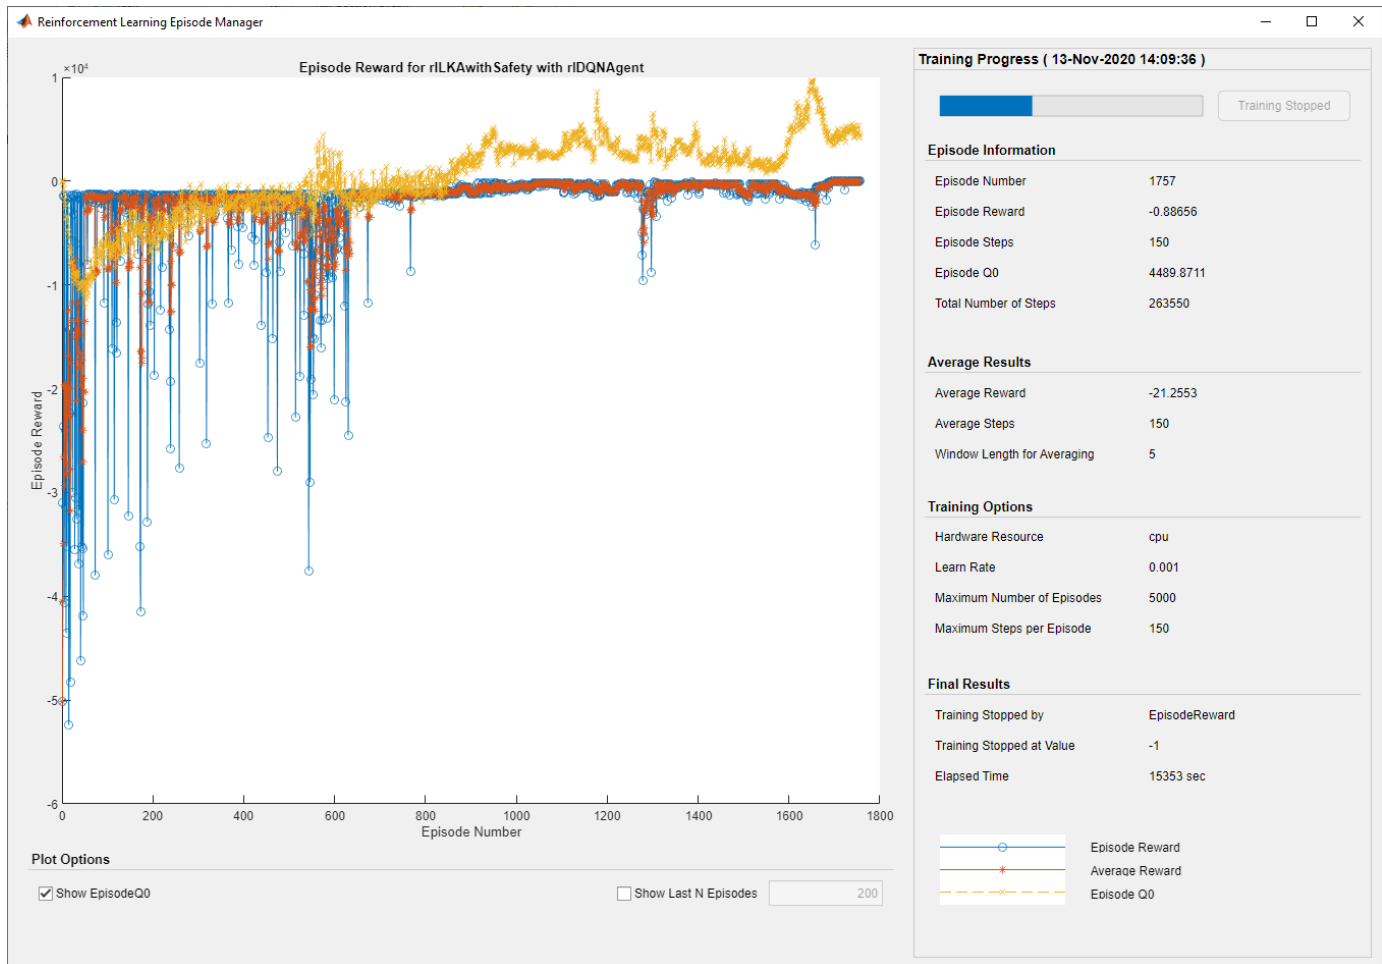 Reinforcement Learning Episode Manager
Episode Reward for rlLKAwithSafety with rlDQNAgent
×10⁴
1
0
-1
-2
-3
-4
-5
-6
Episode Reward
0 200 400 600 800 1000 1200 1400 1600 1800
Episode Number
Plot Options
Show EpisodeQ0
Show Last N Episodes 200
Training Progress ( 13-Nov-2020 14:09:36 )
Training Stopped
Episode Information
Episode Number 1757
Episode Reward -0.88656
Episode Steps 150
Episode Q0 4489.8711
Total Number of Steps 263550
Average Results
Average Reward -21.2553
Average Steps 150
Window Length for Averaging 5
Training Options
Hardware Resource cpu
Learn Rate 0.001
Maximum Number of Episodes 5000
Maximum Steps per Episode 150
Final Results
Training Stopped by EpisodeReward
Training Stopped at Value -1
Elapsed Time 15353 sec
Episode Reward
Average Reward
Episode Q0